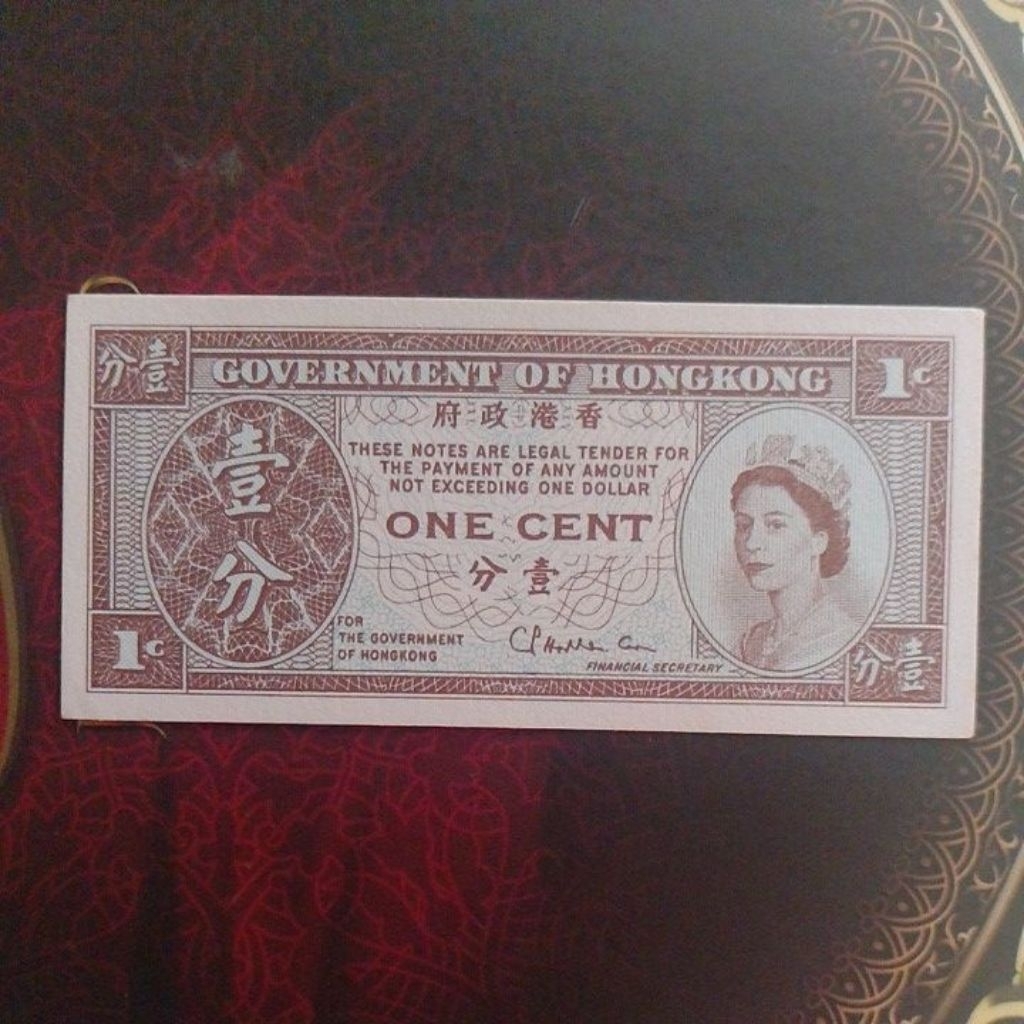 分壹
GOVERNMENT OF HONGKONG
1¢
府政港香
THESE NOTES ARE LEGAL TENDER FOR
THE PAYMENT OF ANY AMOUNT
NOT EXCEEDING ONE DOLLAR
壹分
ONE CENT
分壹
FOR
THE GOVERNMENT
OF HONGKONG
FINANCIAL SECRETARY
1¢
分壹